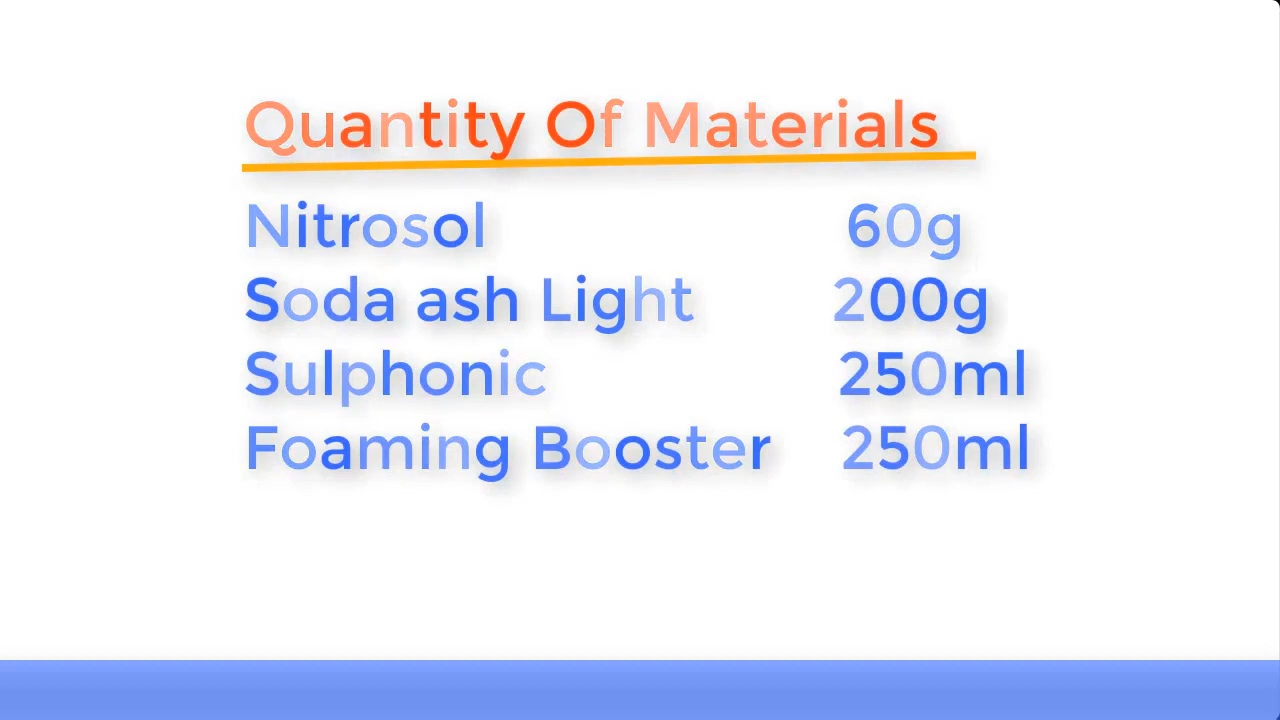 Quantity Of Materials
Nitrosol 60g
Soda ash Light 200g
Sulphonic 250ml
Foaming Booster 250ml